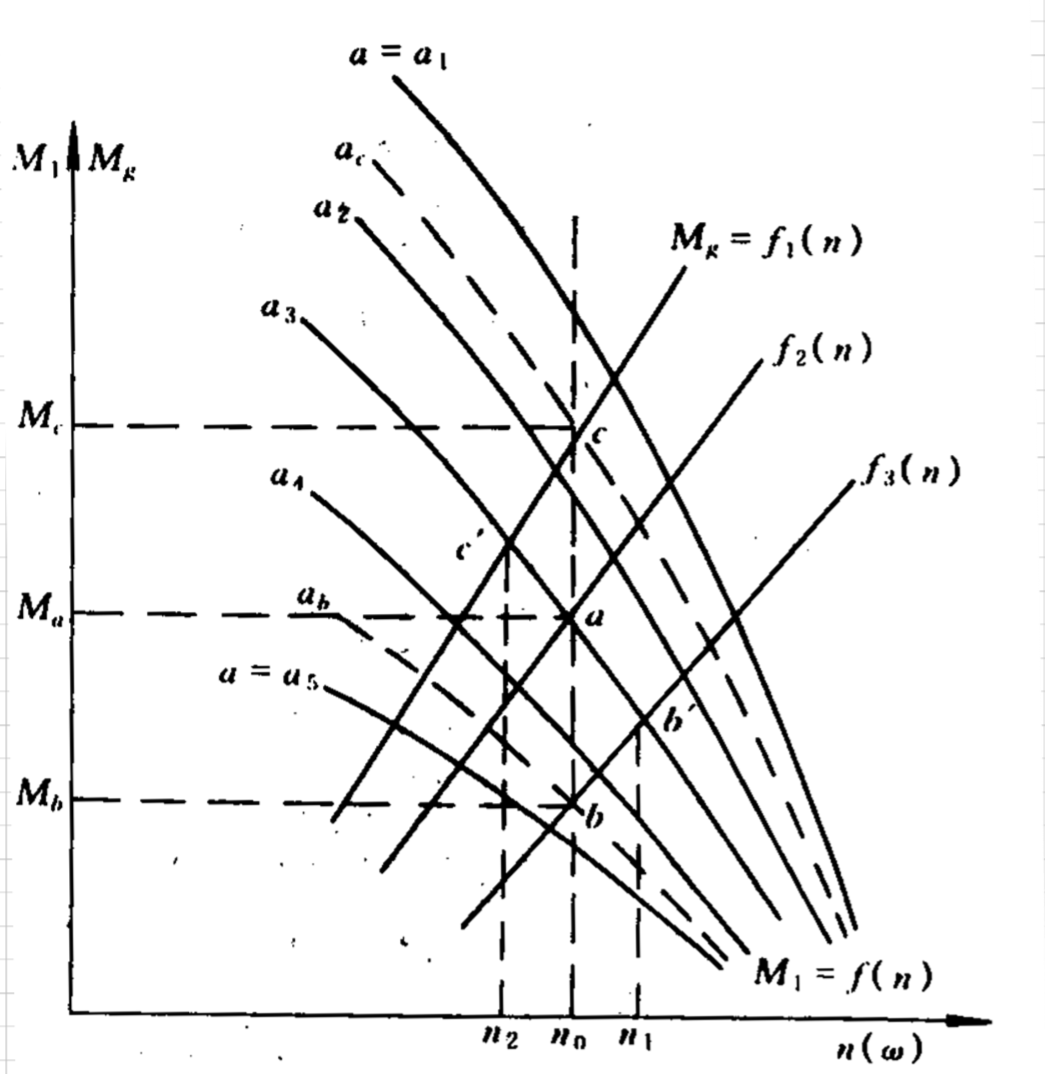 a = a₁
a꜀
M₁ M_g
a₂
M_g = f₁(n)
a₃
f₂(n)
M_c
c
f₃(n)
a₄
c′
a_b
M_a
a
a = a₅
b′
M_b
b
M₁ = f(n)
n₂ n₀ n₁
n(ω)